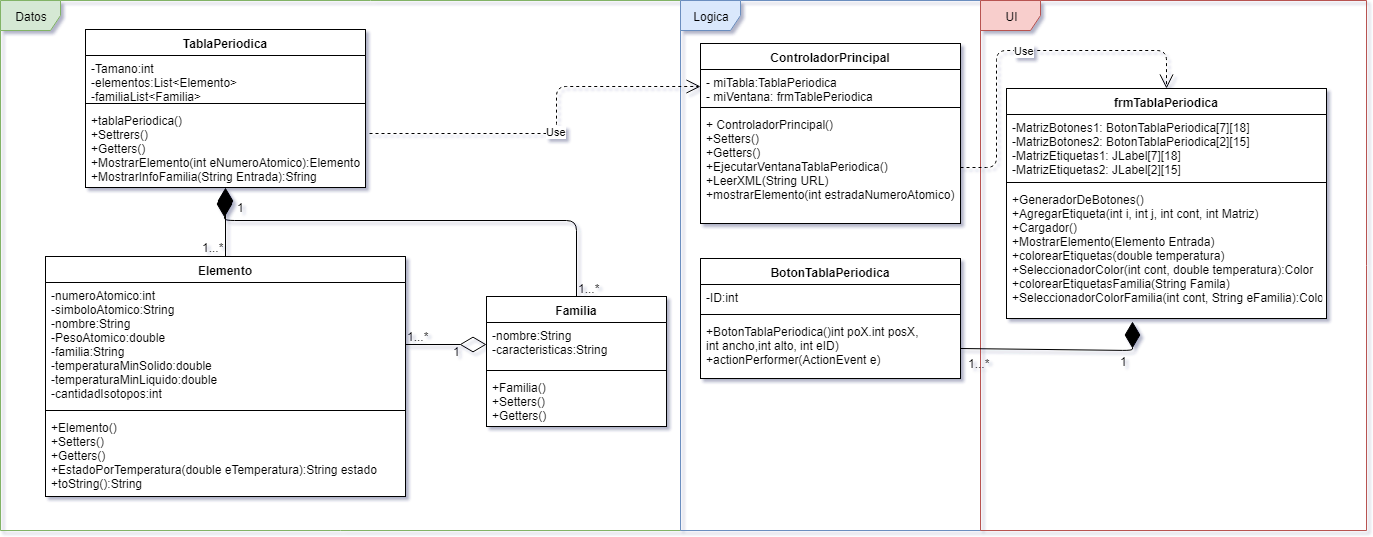 Datos
TablaPeriodica
-Tamano:int
-elementos:List<Elemento>
-familiaList<Familia>
+tablaPeriodica()
+Settrers()
+Getters()
+MostrarElemento(int eNumeroAtomico):Elemento
+MostrarInfoFamilia(String Entrada):Sfring
1
1...*
1...*
Elemento
-numeroAtomico:int
-simboloAtomico:String
-nombre:String
-PesoAtomico:double
-familia:String
-temperaturaMinSolido:double
-temperaturaMinLiquido:double
-cantidadIsotopos:int
+Elemento()
+Setters()
+Getters()
+EstadoPorTemperatura(double eTemperatura):String estado
+toString():String
1...*
1
Familia
-nombre:String
-caracteristicas:String
+Familia()
+Setters()
+Getters()
Use
Logica
ControladorPrincipal
- miTabla:TablaPeriodica
- miVentana: frmTablePeriodica
+ ControladorPrincipal()
+Setters()
+Getters()
+EjecutarVentanaTablaPeriodica()
+LeerXML(String URL)
+mostrarElemento(int estradaNumeroAtomico)
BotonTablaPeriodica
-ID:int
+BotonTablaPeriodica()int poX.int posX,
int ancho,int alto, int eID)
+actionPerformer(ActionEvent e)
1...*
1
UI
Use
frmTablaPeriodica
-MatrizBotones1: BotonTablaPeriodica[7][18]
-MatrizBotones2: BotonTablaPeriodica[2][15]
-MatrizEtiquetas1: JLabel[7][18]
-MatrizEtiquetas2: JLabel[2][15]
+GeneradorDeBotones()
+AgregarEtiqueta(int i, int j, int cont, int Matriz)
+Cargador()
+MostrarElemento(Elemento Entrada)
+colorearEtiquetas(double temperatura)
+SeleccionadorColor(int cont, double temperatura):Color
+colorearEtiquetasFamilia(String Famila)
+SeleccionadorColorFamilia(int cont, String eFamilia):Colo